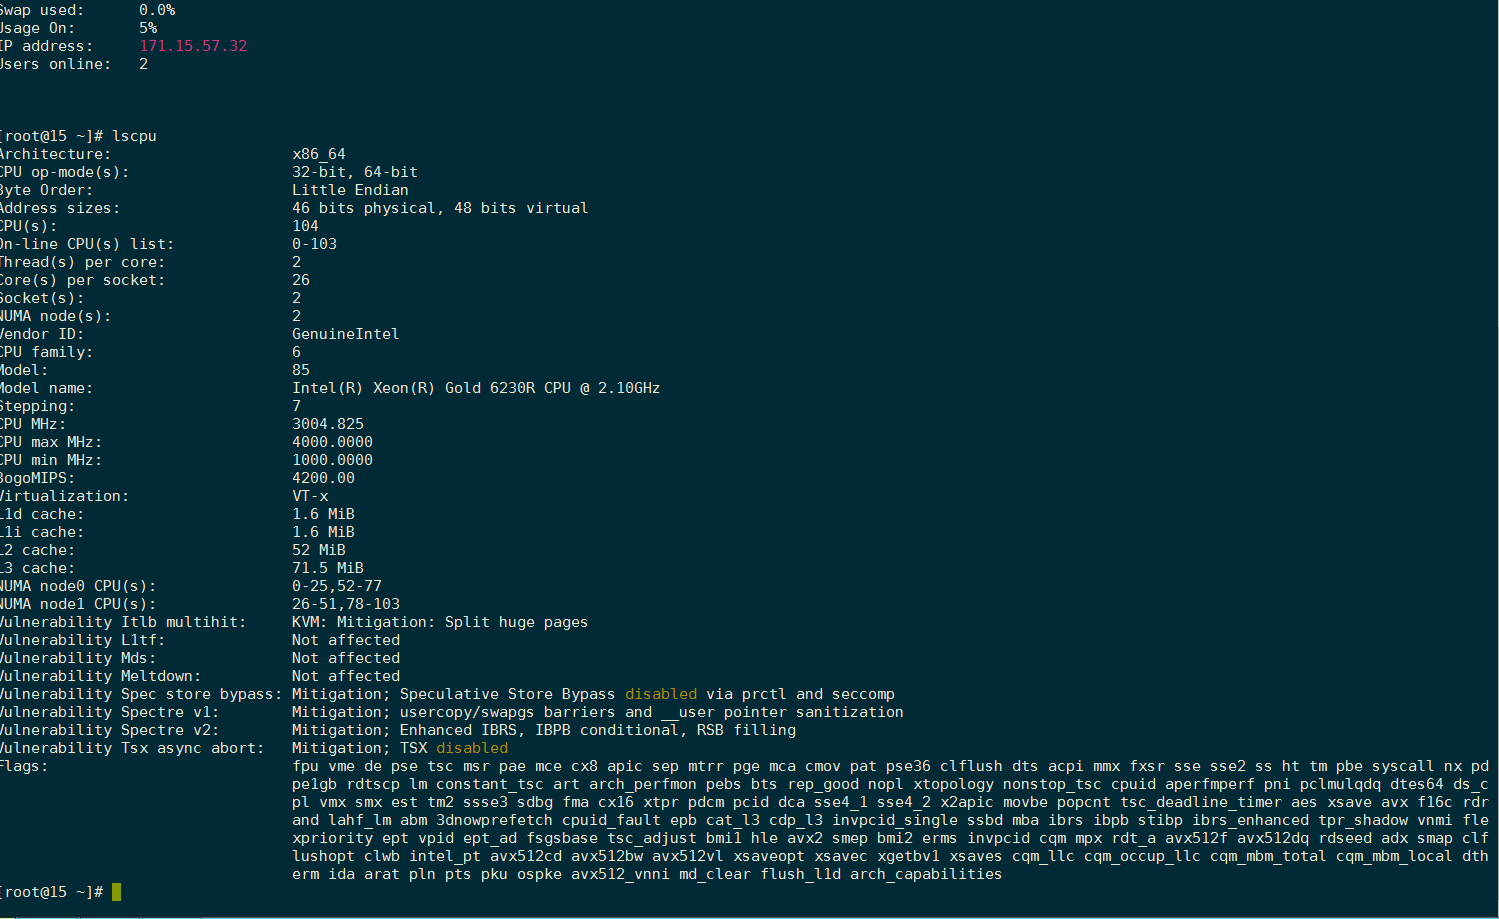 Swap used: 0.0%
Usage On: 5%
IP address: 171.15.57.32
Users online: 2
[root@15 ~]# lscpu
Architecture: x86_64
CPU op-mode(s): 32-bit, 64-bit
Byte Order: Little Endian
Address sizes: 46 bits physical, 48 bits virtual
CPU(s): 104
On-line CPU(s) list: 0-103
Thread(s) per core: 2
Core(s) per socket: 26
Socket(s): 2
NUMA node(s): 2
Vendor ID: GenuineIntel
CPU family: 6
Model: 85
Model name: Intel(R) Xeon(R) Gold 6230R CPU @ 2.10GHz
Stepping: 7
CPU MHz: 3004.825
CPU max MHz: 4000.0000
CPU min MHz: 1000.0000
BogoMIPS: 4200.00
Virtualization: VT-x
L1d cache: 1.6 MiB
L1i cache: 1.6 MiB
L2 cache: 52 MiB
L3 cache: 71.5 MiB
NUMA node0 CPU(s): 0-25,52-77
NUMA node1 CPU(s): 26-51,78-103
Vulnerability Itlb multihit: KVM: Mitigation: Split huge pages
Vulnerability L1tf: Not affected
Vulnerability Mds: Not affected
Vulnerability Meltdown: Not affected
Vulnerability Spec store bypass: Mitigation; Speculative Store Bypass disabled via prctl and seccomp
Vulnerability Spectre v1: Mitigation; usercopy/swapgs barriers and __user pointer sanitization
Vulnerability Spectre v2: Mitigation; Enhanced IBRS, IBPB conditional, RSB filling
Vulnerability Tsx async abort: Mitigation; TSX disabled
Flags: fpu vme de pse tsc msr pae mce cx8 apic sep mtrr pge mca cmov pat pse36 clflush dts acpi mmx fxsr sse sse2 ss ht tm pbe syscall nx pd
pe1gb rdtscp lm constant_tsc art arch_perfmon pebs bts rep_good nopl xtopology nonstop_tsc cpuid aperfmperf pni pclmulqdq dtes64 ds_c
pl vmx smx est tm2 ssse3 sdbg fma cx16 xtpr pdcm pcid dca sse4_1 sse4_2 x2apic movbe popcnt tsc_deadline_timer aes xsave avx f16c rdr
and lahf_lm abm 3dnowprefetch cpuid_fault epb cat_l3 cdp_l3 invpcid_single ssbd mba ibrs ibpb stibp ibrs_enhanced tpr_shadow vnmi fle
xpriority ept vpid ept_ad fsgsbase tsc_adjust bmi1 hle avx2 smep bmi2 erms invpcid cqm mpx rdt_a avx512f avx512dq rdseed adx smap clf
lushopt clwb intel_pt avx512cd avx512bw avx512vl xsaveopt xsavec xgetbv1 xsaves cqm_llc cqm_occup_llc cqm_mbm_total cqm_mbm_local dth
erm ida arat pln pts pku ospke avx512_vnni md_clear flush_l1d arch_capabilities
[root@15 ~]#